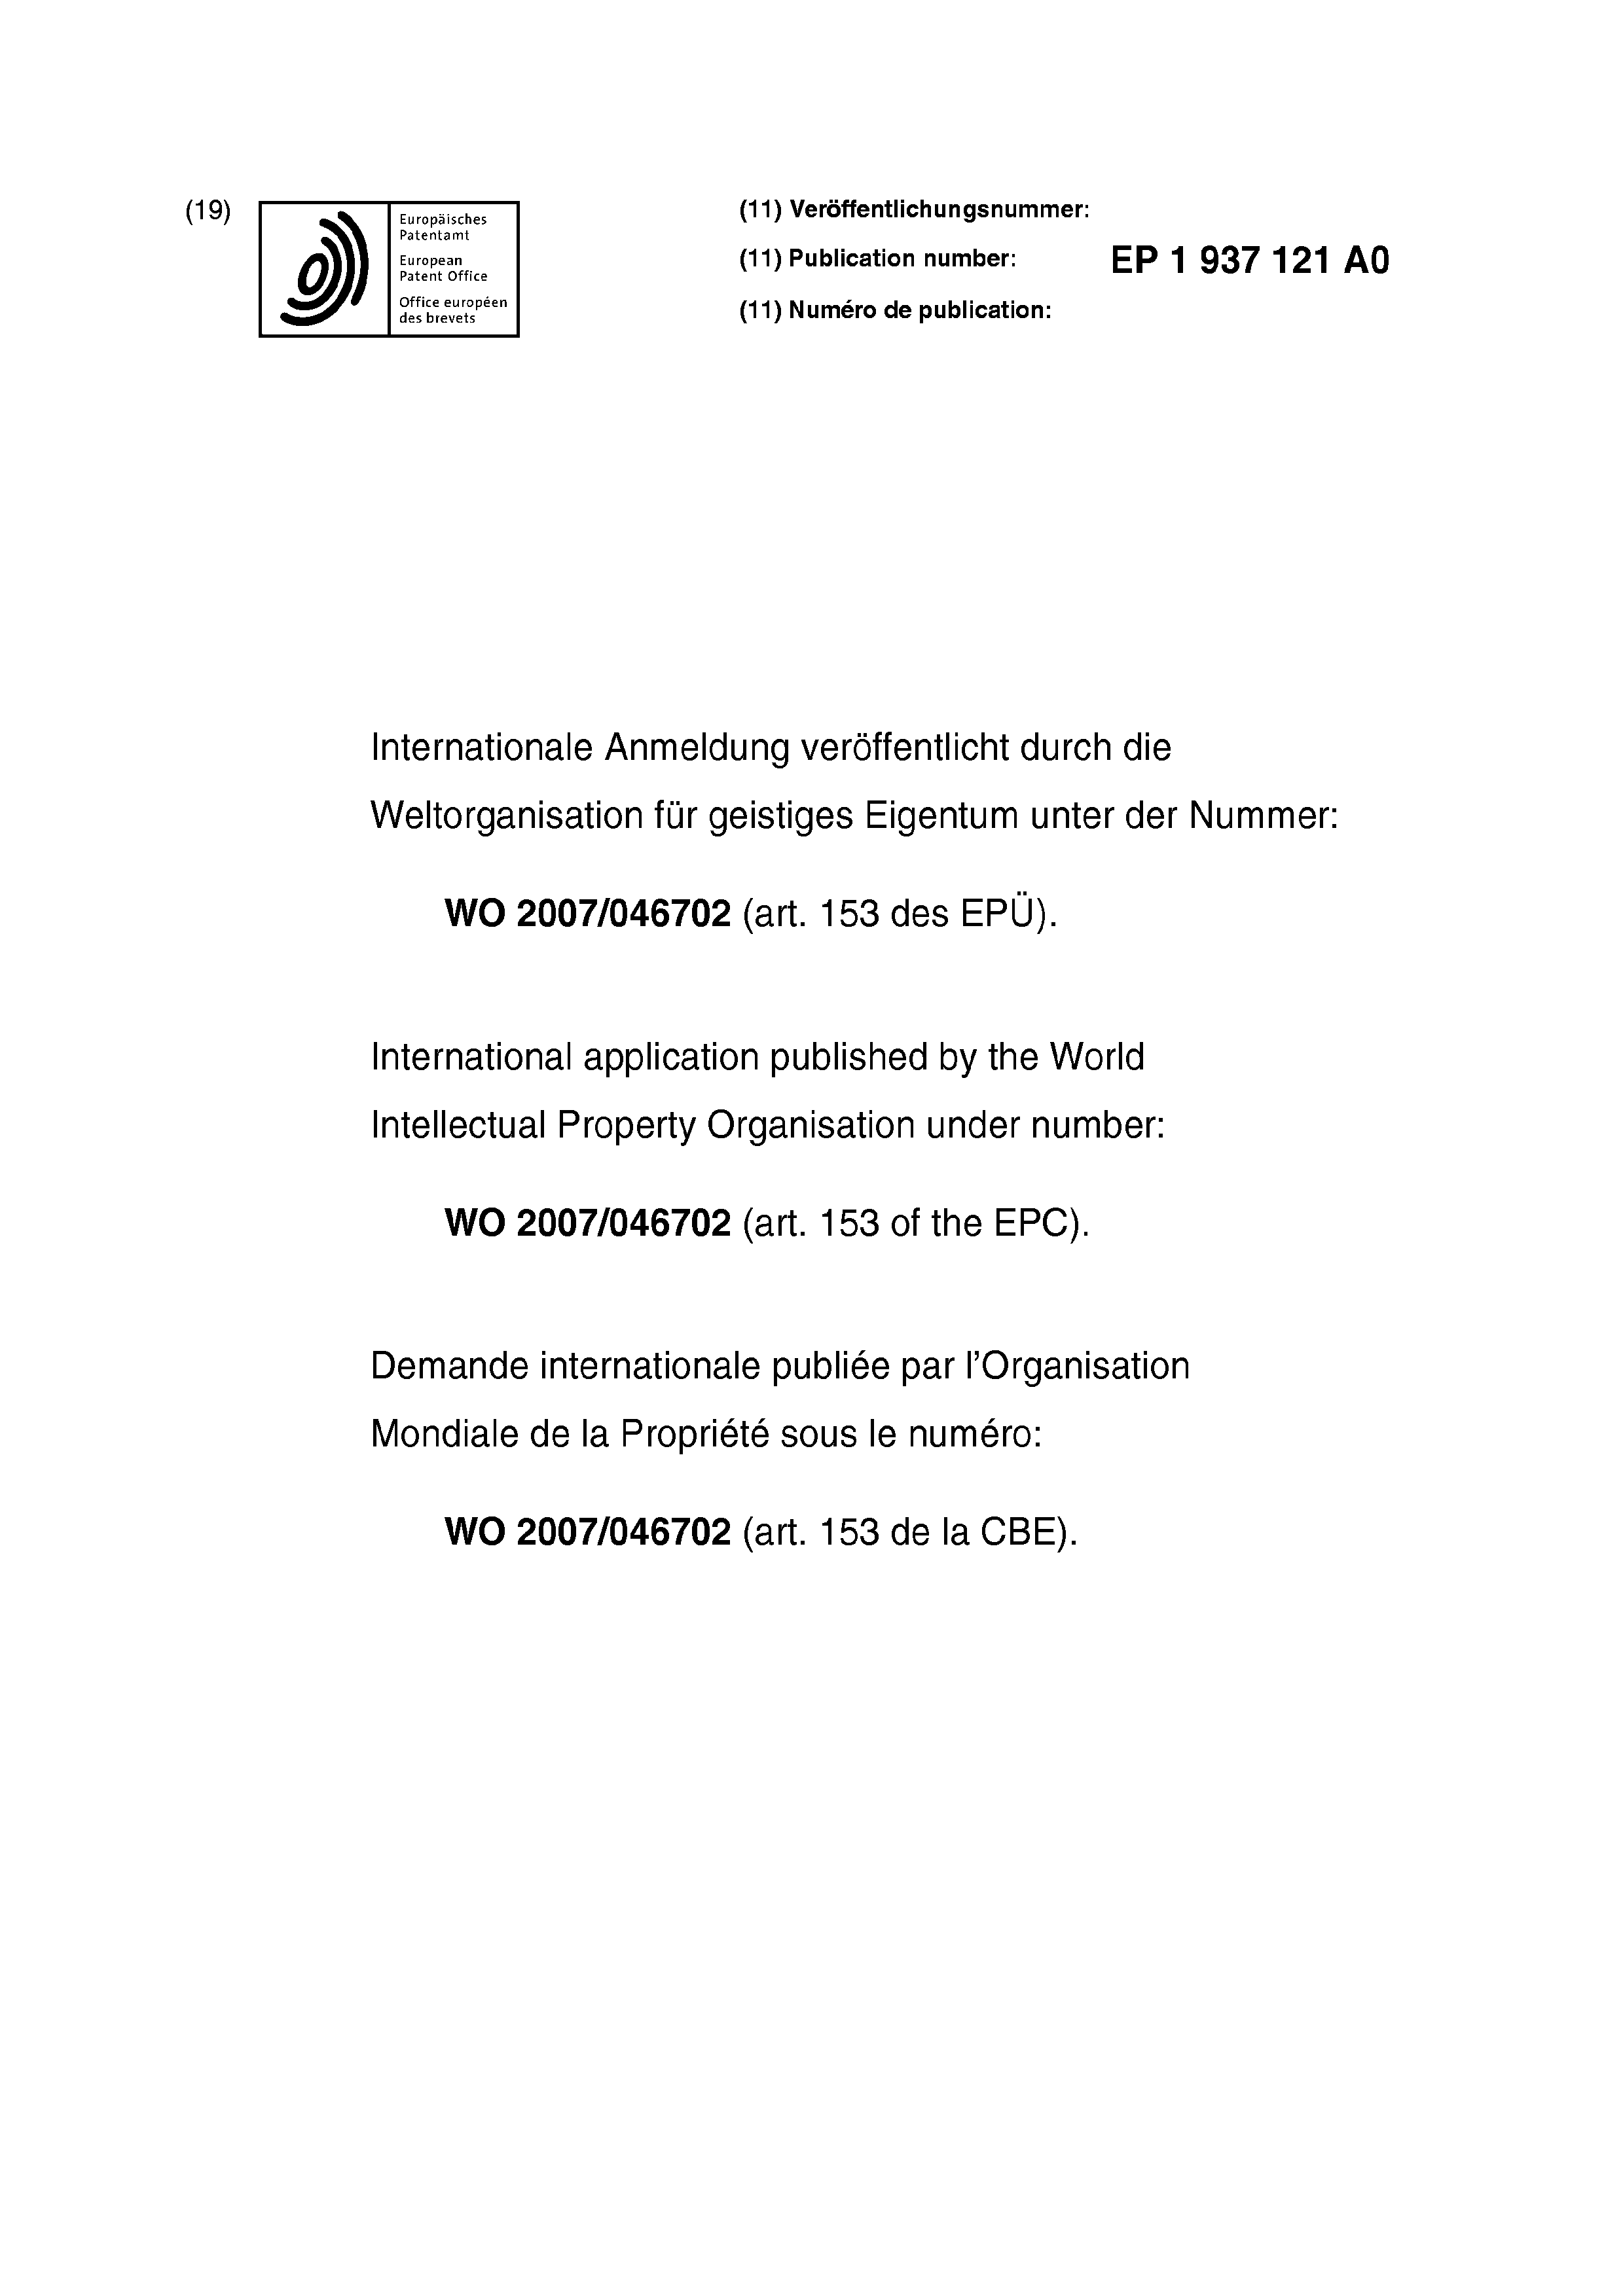 (19)
Europäisches
Patentamt
European
Patent Office
Office européen
des brevets
(11) Veröffentlichungsnummer:
(11) Publication number: EP 1 937 121 A0
(11) Numéro de publication:
Internationale Anmeldung veröffentlicht durch die
Weltorganisation für geistiges Eigentum unter der Nummer:
WO 2007/046702 (art. 153 des EPÜ).
International application published by the World
Intellectual Property Organisation under number:
WO 2007/046702 (art. 153 of the EPC).
Demande internationale publiée par l'Organisation
Mondiale de la Propriété sous le numéro:
WO 2007/046702 (art. 153 de la CBE).